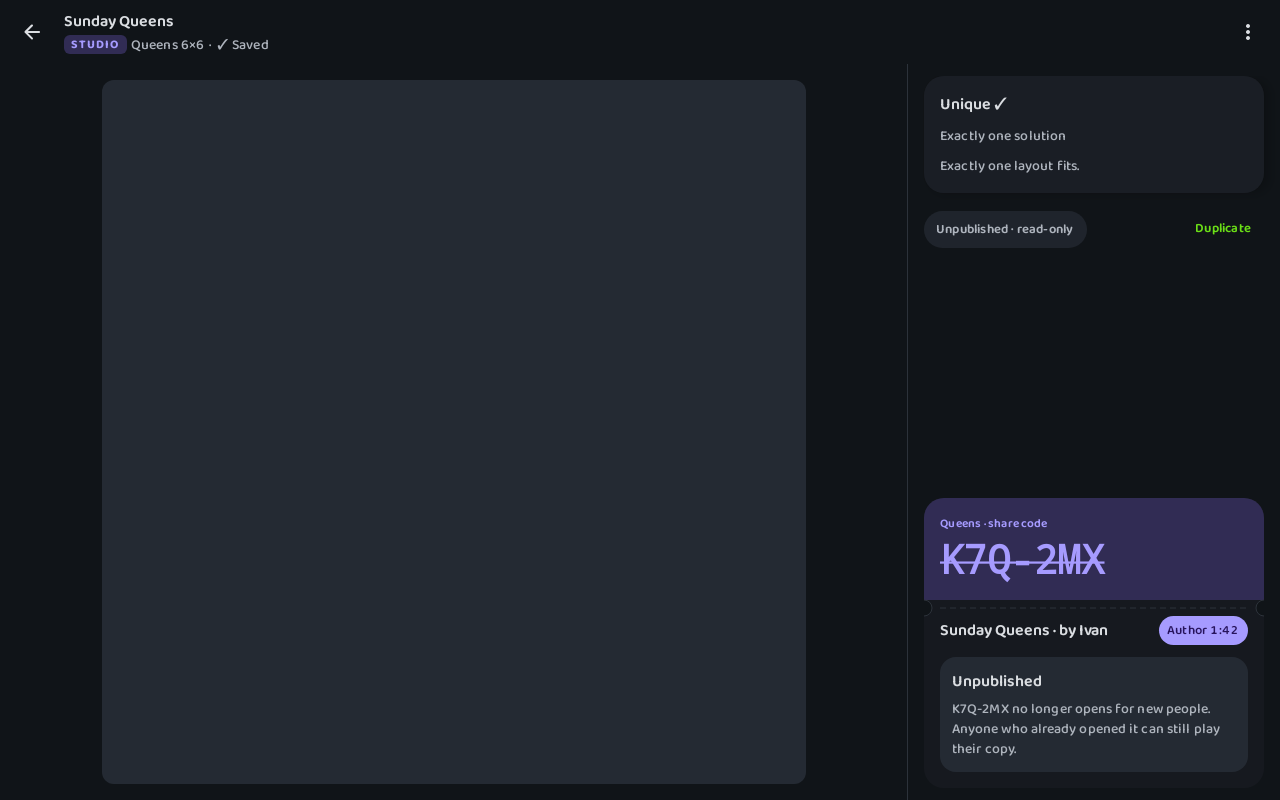 Sunday Queens
STUDIO Queens 6×6 · ✓ Saved
Unique ✓
Exactly one solution
Exactly one layout fits.
Unpublished · read-only
Duplicate
Queens · share code
K7Q-2MX
Sunday Queens · by Ivan
Author 1:42
Unpublished
K7Q-2MX no longer opens for new people.
Anyone who already opened it can still play
their copy.